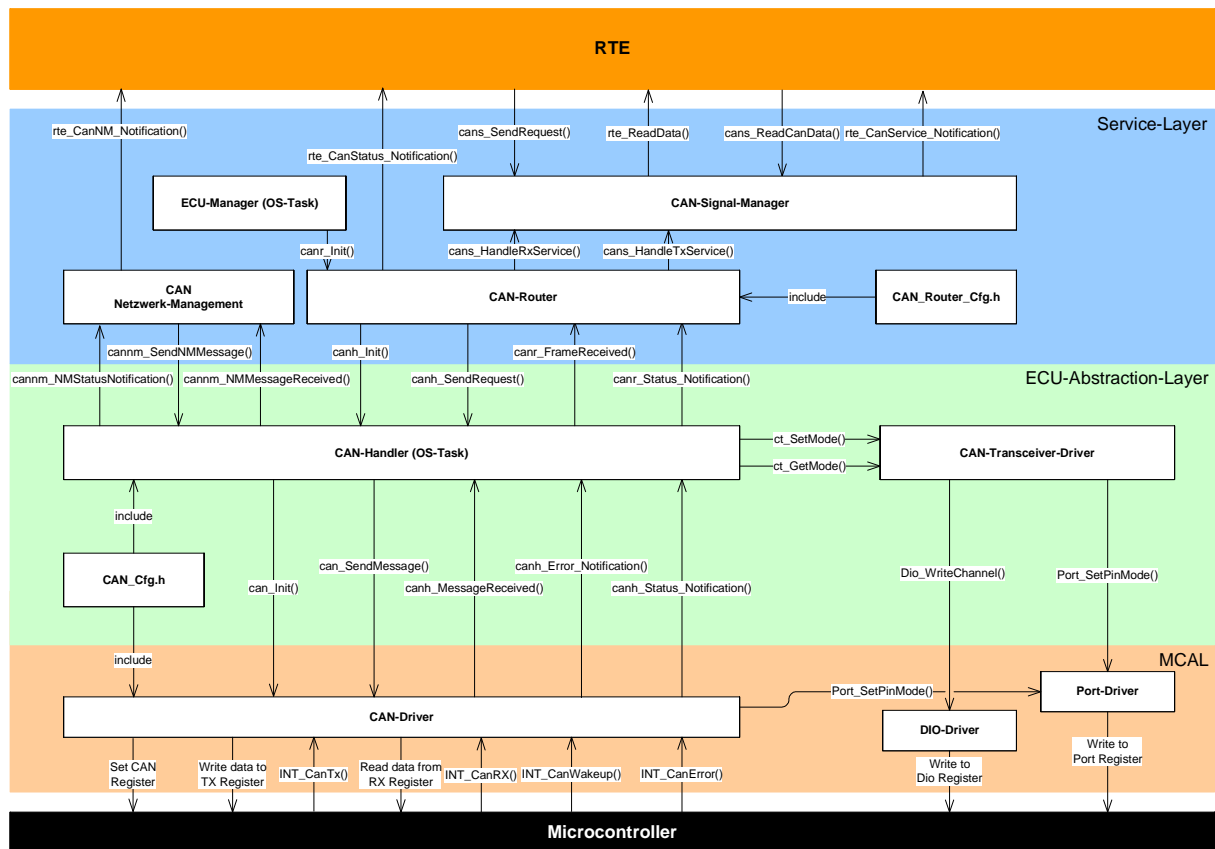 RTE
Service-Layer
rte_CanNM_Notification()
cans_SendRequest()
rte_ReadData()
cans_ReadCanData()
rte_CanService_Notification()
rte_CanStatus_Notification()
ECU-Manager (OS-Task)
CAN-Signal-Manager
canr_Init()
cans_HandleRxService()
cans_HandleTxService()
CAN
Netzwerk-Management
CAN-Router
include
CAN_Router_Cfg.h
cannm_SendNMMessage()
canh_Init()
canr_FrameReceived()
cannm_NMStatusNotification()
cannm_NMMessageReceived()
canh_SendRequest()
canr_Status_Notification()
ECU-Abstraction-Layer
CAN-Handler (OS-Task)
ct_SetMode()
ct_GetMode()
CAN-Transceiver-Driver
include
CAN_Cfg.h
can_Init()
can_SendMessage()
canh_MessageReceived()
canh_Error_Notification()
canh_Status_Notification()
Dio_WriteChannel()
Port_SetPinMode()
include
MCAL
CAN-Driver
Port_SetPinMode()
Port-Driver
DIO-Driver
Set CAN
Register
Write data to
TX Register
INT_CanTx()
Read data from
RX Register
INT_CanRX()
INT_CanWakeup()
INT_CanError()
Write to
Dio Register
Write to
Port Register
Microcontroller